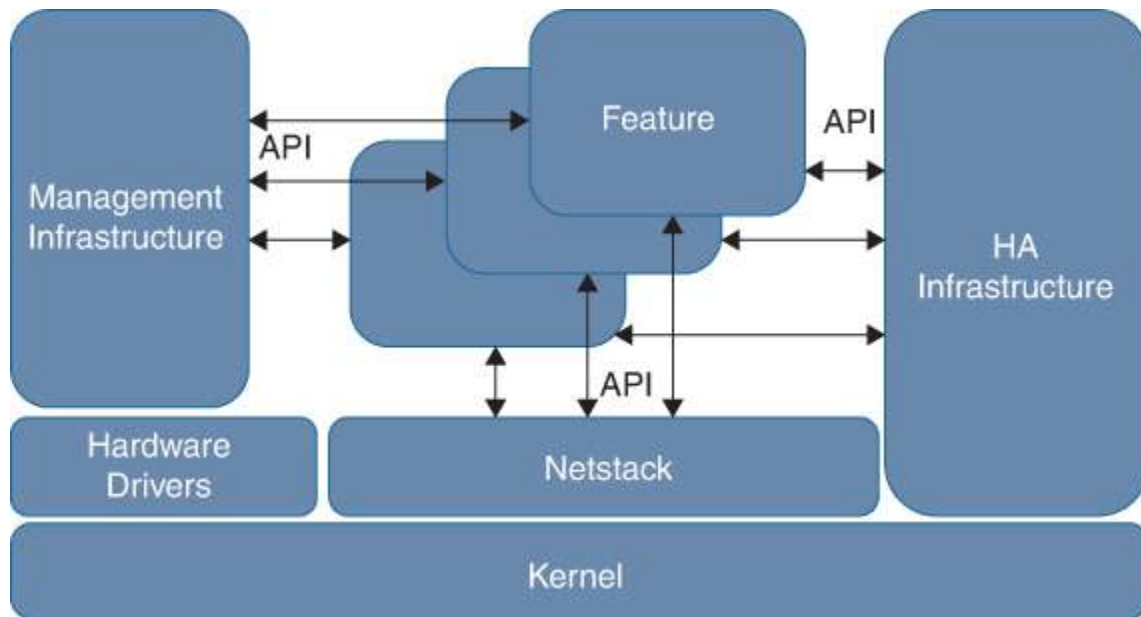 Feature
API
API
Management
Infrastructure
HA
Infrastructure
API
Hardware
Drivers
Netstack
Kernel